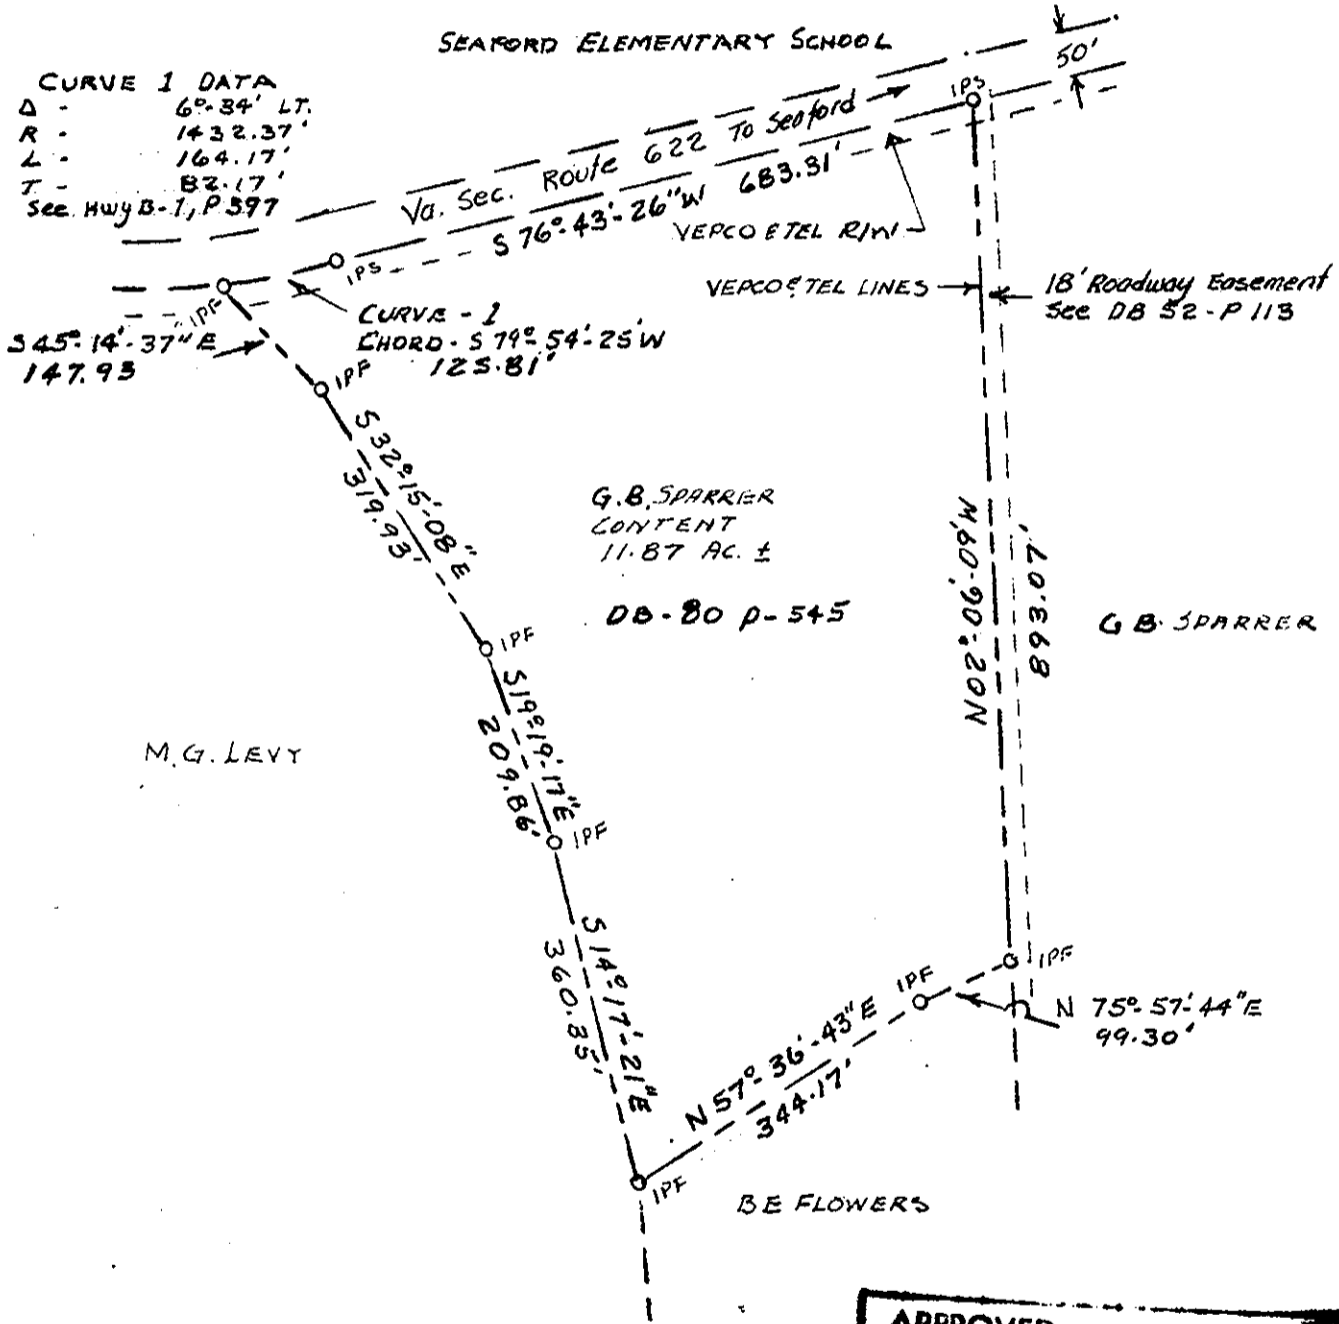 SEAFORD ELEMENTARY SCHOOL
50'
CURVE 1 DATA
Δ - 6°-34' LT.
R - 1432.37'
L - 164.17'
T - 82.17'
See HwyB-1, P 397
IPS
Va. Sec. Route 622 To Seaford
S 76°-43'-26"W 683.31'
VEPCO & TEL R/W
IPS
IPF
VEPCO & TEL LINES
18' Roadway Easement
See DB 52 - P 113
CURVE - 1
CHORD - S 79°-54'-25'W
125.81'
S 45°-14'-37"E
147.93
IPF
S 32°-15'-08"E
319.93'
G.B. SPARRER
CONTENT
11.87 AC. ±
DB - 80 P - 545
N02°-06'-09'W
893.07'
G B. SPARRER
IPF
S19°-19'-17"E
209.86'
M.G. LEVY
IPF
S 14°-17'-21"E
360.85'
IPF
IPF
N 75°-57'-44"E
99.30'
N 57°-36'-43"E
344.17'
IPF
BE FLOWERS
APPROVED